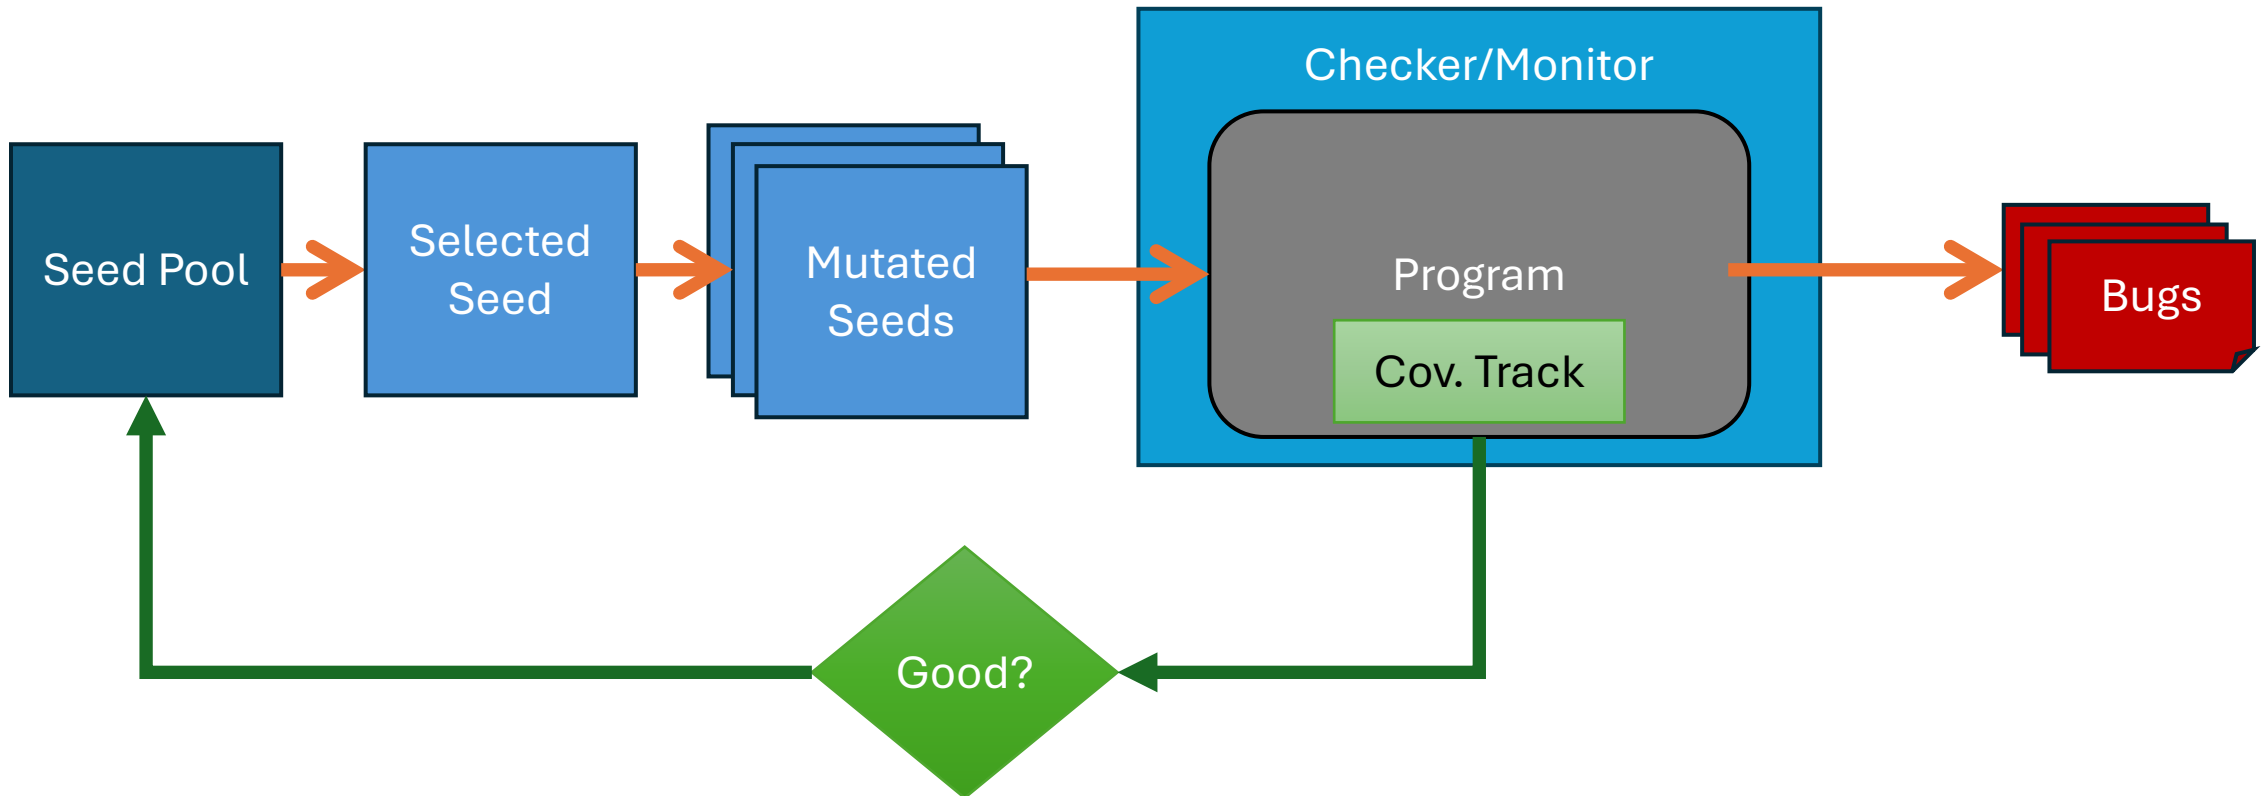 Checker/Monitor
Seed Pool
Selected
Seed
Mutated
Seeds
Program
Cov. Track
Bugs
Good?